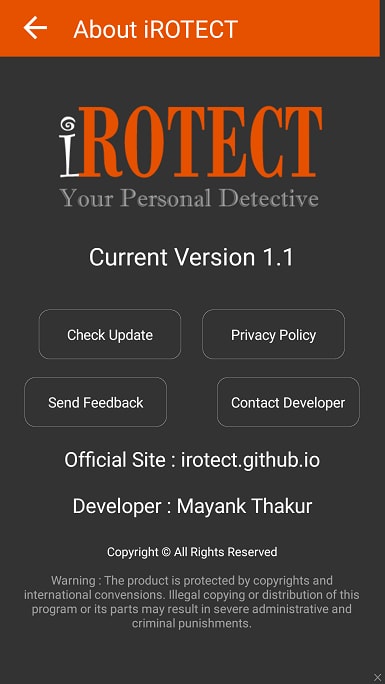 About iROTECT
iROTECT
Your Personal Detective
Current Version 1.1
Check Update
Privacy Policy
Send Feedback
Contact Developer
Official Site : irotect.github.io
Developer : Mayank Thakur
Copyright © All Rights Reserved
Warning : The product is protected by copyrights and
international convensions. Illegal copying or distribution of this
program or its parts may result in severe administrative and
criminal punishments.